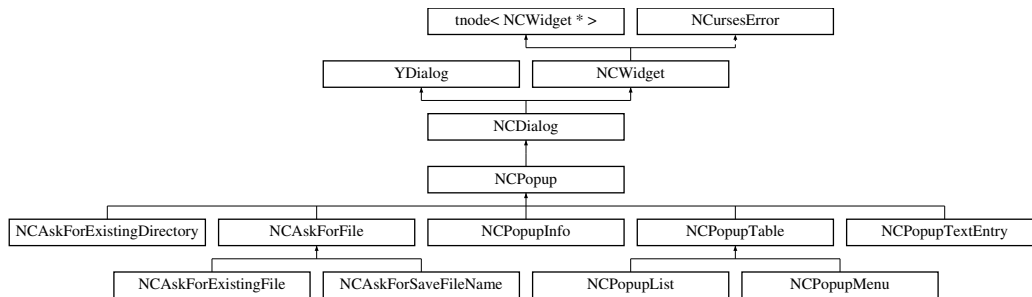 tnode< NCWidget * > NCursesError
YDialog NCWidget
NCDialog
NCPopup
NCAskForExistingDirectory NCAskForFile NCPopupInfo NCPopupTable NCPopupTextEntry
NCAskForExistingFile NCAskForSaveFileName NCPopupList NCPopupMenu